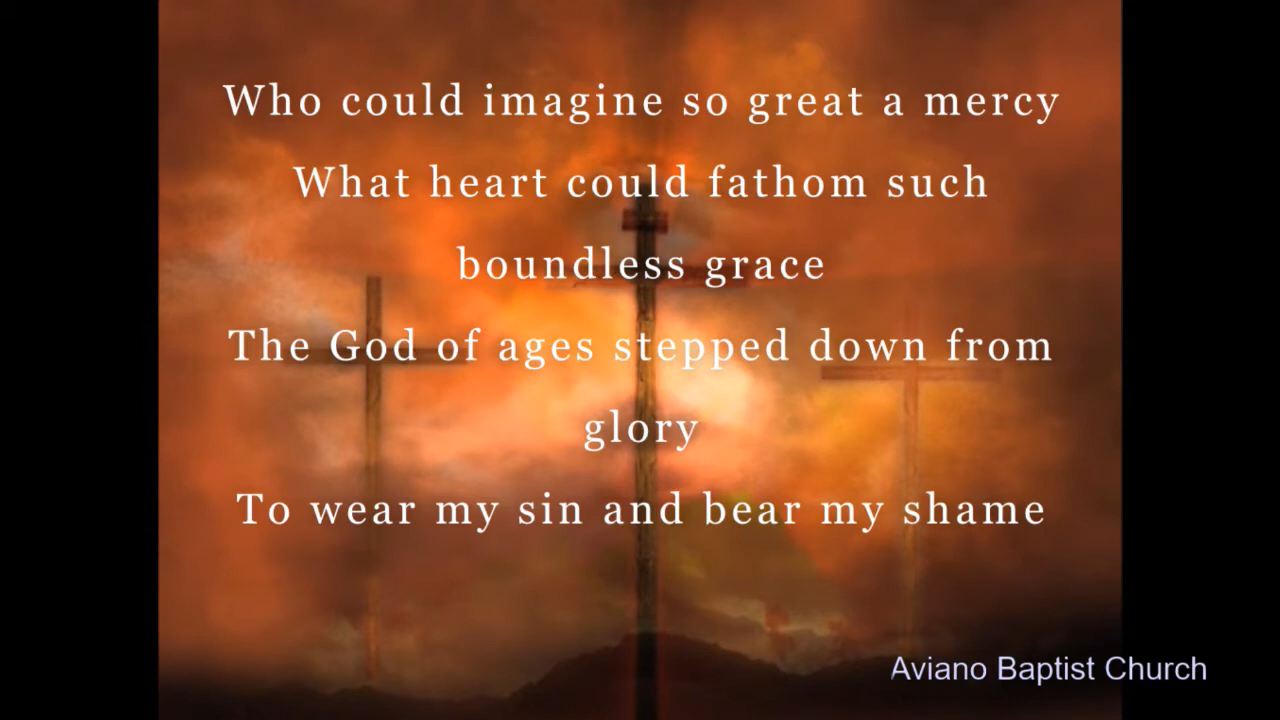 Who could imagine so great a mercy
What heart could fathom such
boundless grace
The God of ages stepped down from
glory
To wear my sin and bear my shame
Aviano Baptist Church